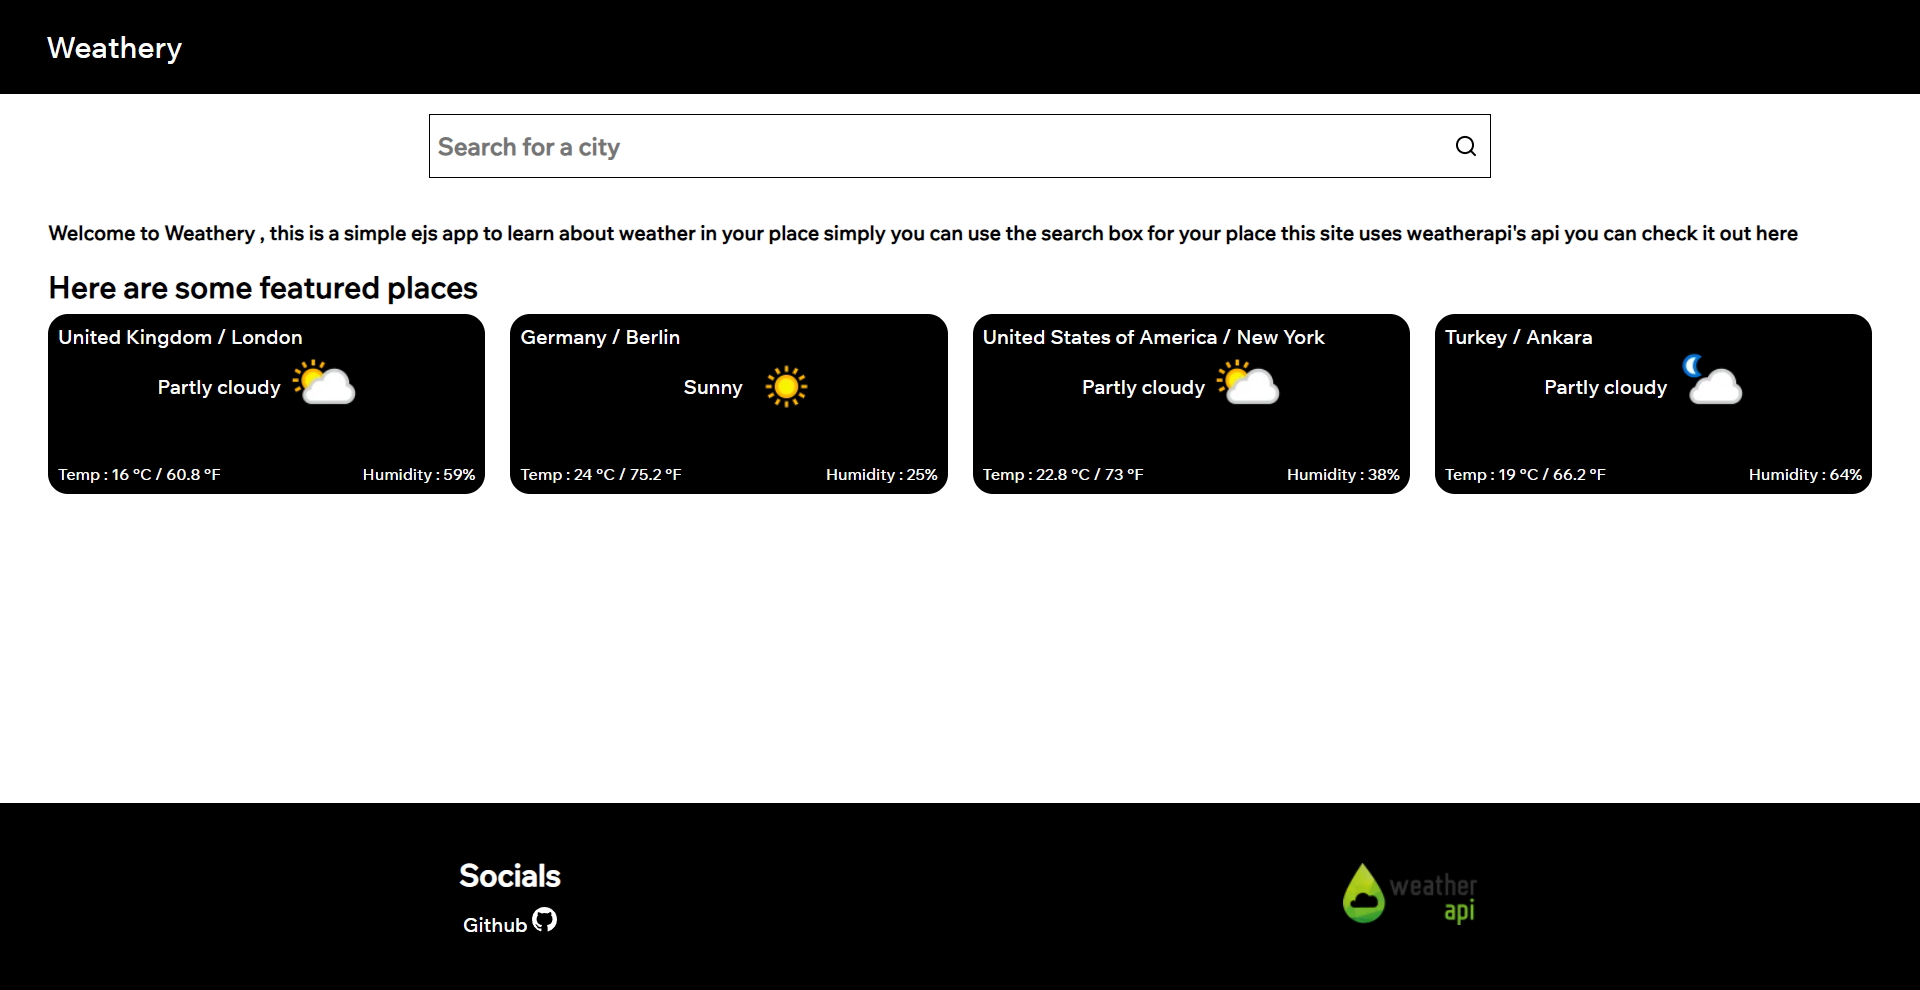 Weathery
Search for a city
Welcome to Weathery , this is a simple ejs app to learn about weather in your place simply you can use the search box for your place this site uses weatherapi's api you can check it out here
Here are some featured places
United Kingdom / London
Partly cloudy
Temp : 16 °C / 60.8 °F
Humidity : 59%
Germany / Berlin
Sunny
Temp : 24 °C / 75.2 °F
Humidity : 25%
United States of America / New York
Partly cloudy
Temp : 22.8 °C / 73 °F
Humidity : 38%
Turkey / Ankara
Partly cloudy
Temp : 19 °C / 66.2 °F
Humidity : 64%
Socials
Github
weather
api